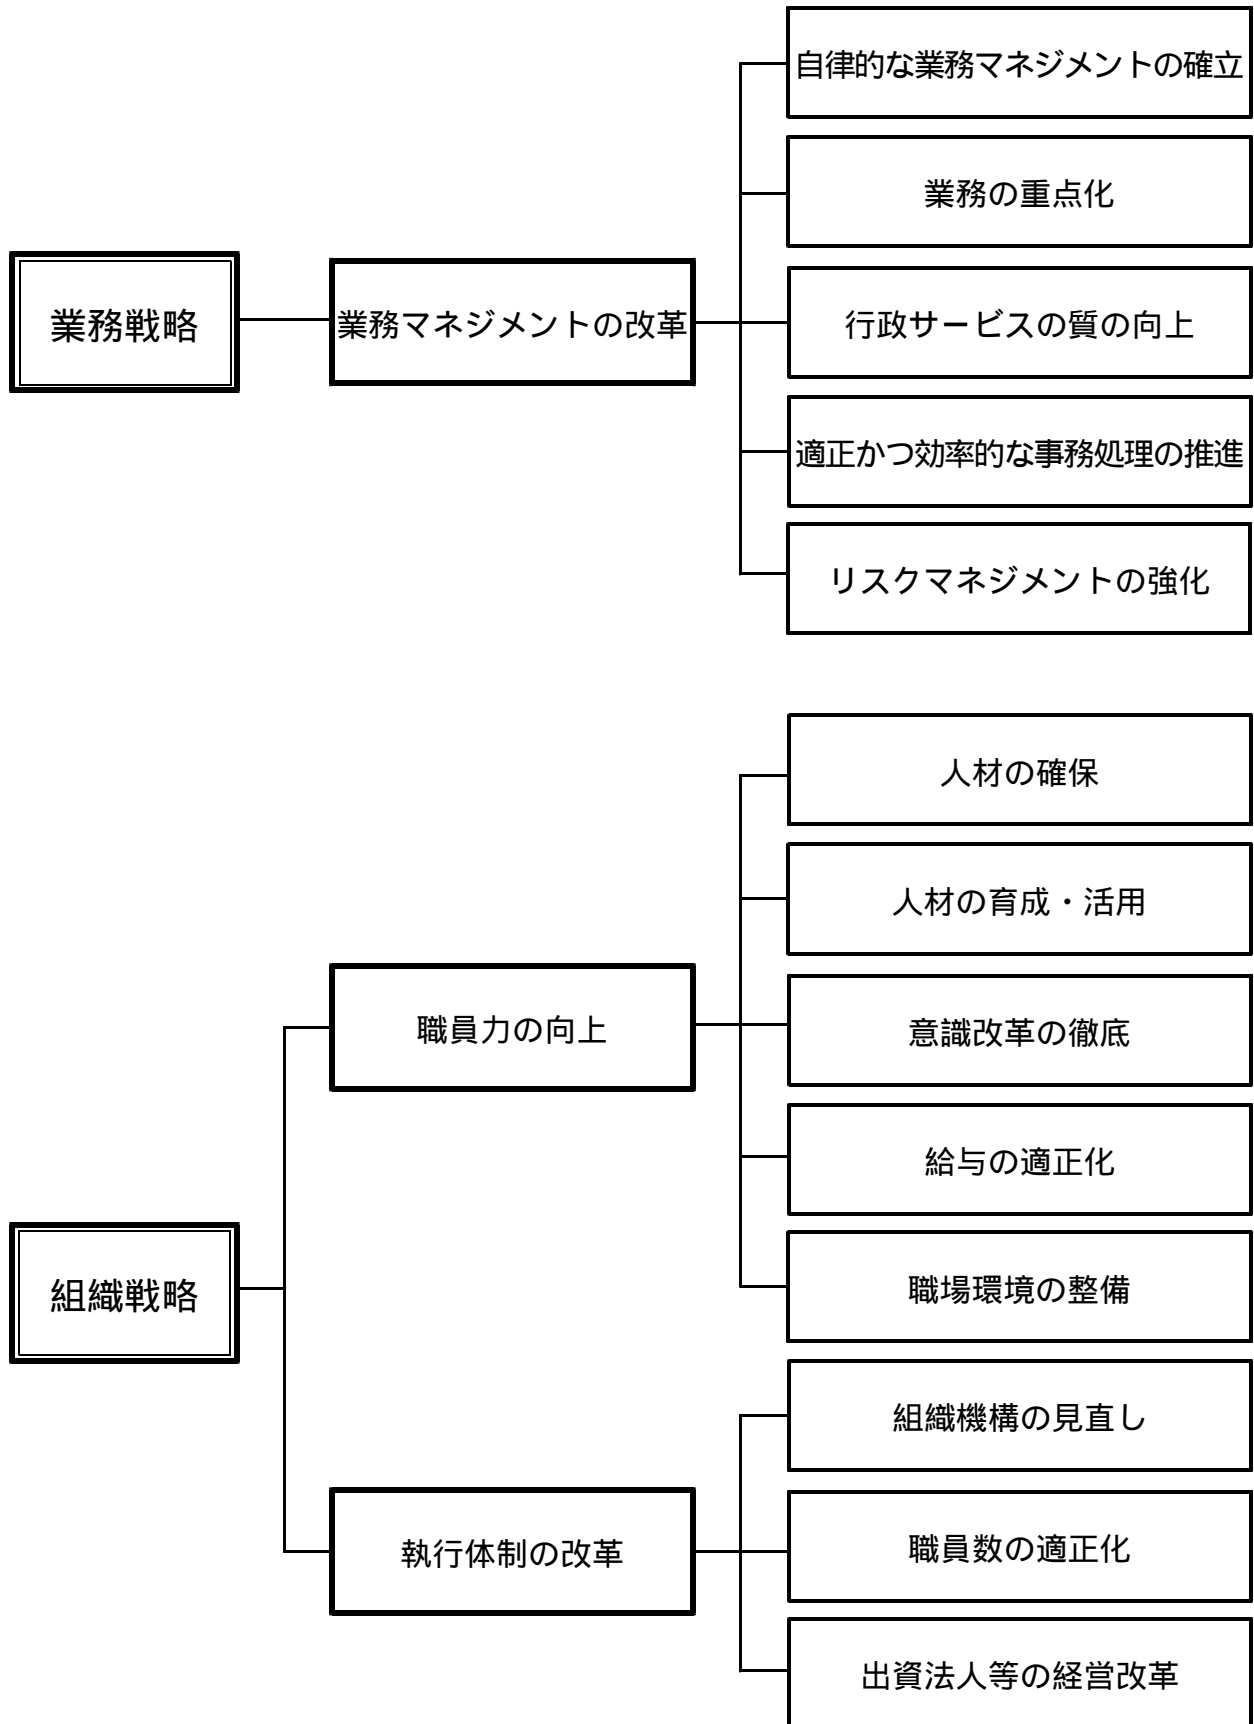 業務戦略
業務マネジメントの改革
自律的な業務マネジメントの確立
業務の重点化
行政サービスの質の向上
適正かつ効率的な事務処理の推進
リスクマネジメントの強化
組織戦略
職員力の向上
人材の確保
人材の育成・活用
意識改革の徹底
給与の適正化
職場環境の整備
執行体制の改革
組織機構の見直し
職員数の適正化
出資法人等の経営改革